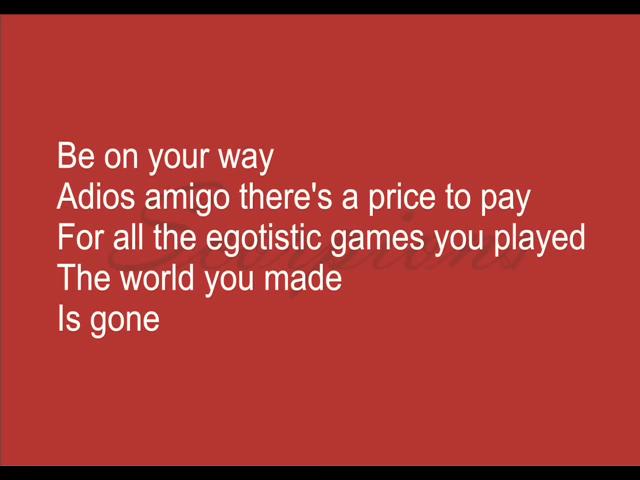 Be on your way
Adios amigo there's a price to pay
For all the egotistic games you played
The world you made
Is gone
Scorpions